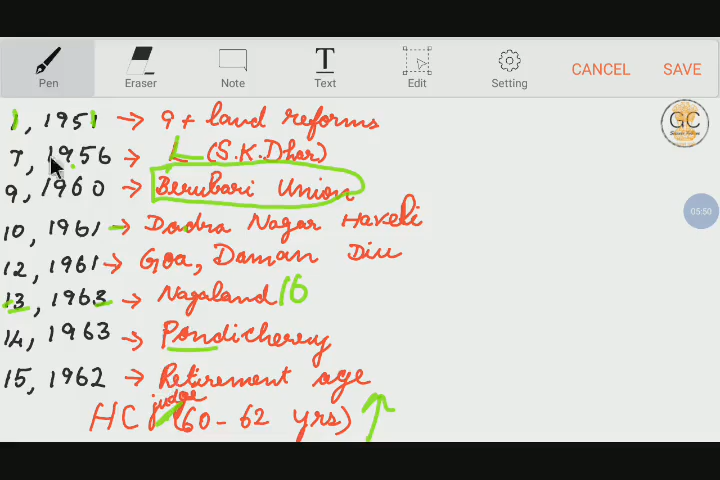 Pen Eraser Note Text Edit Setting CANCEL SAVE
1, 1951 → 9 + land reforms
7, 1956 → L (S.K.Dhar)
9, 1960 → Berubari Union
10, 1961 → Dadra Nagar Haveli
12, 1961 → Goa, Daman Diu
13, 1963 → Nagaland 16
14, 1963 → Pondicherry
15, 1962 → Retirement age
HC judge (60 - 62 yrs) ↑
GC
05:50